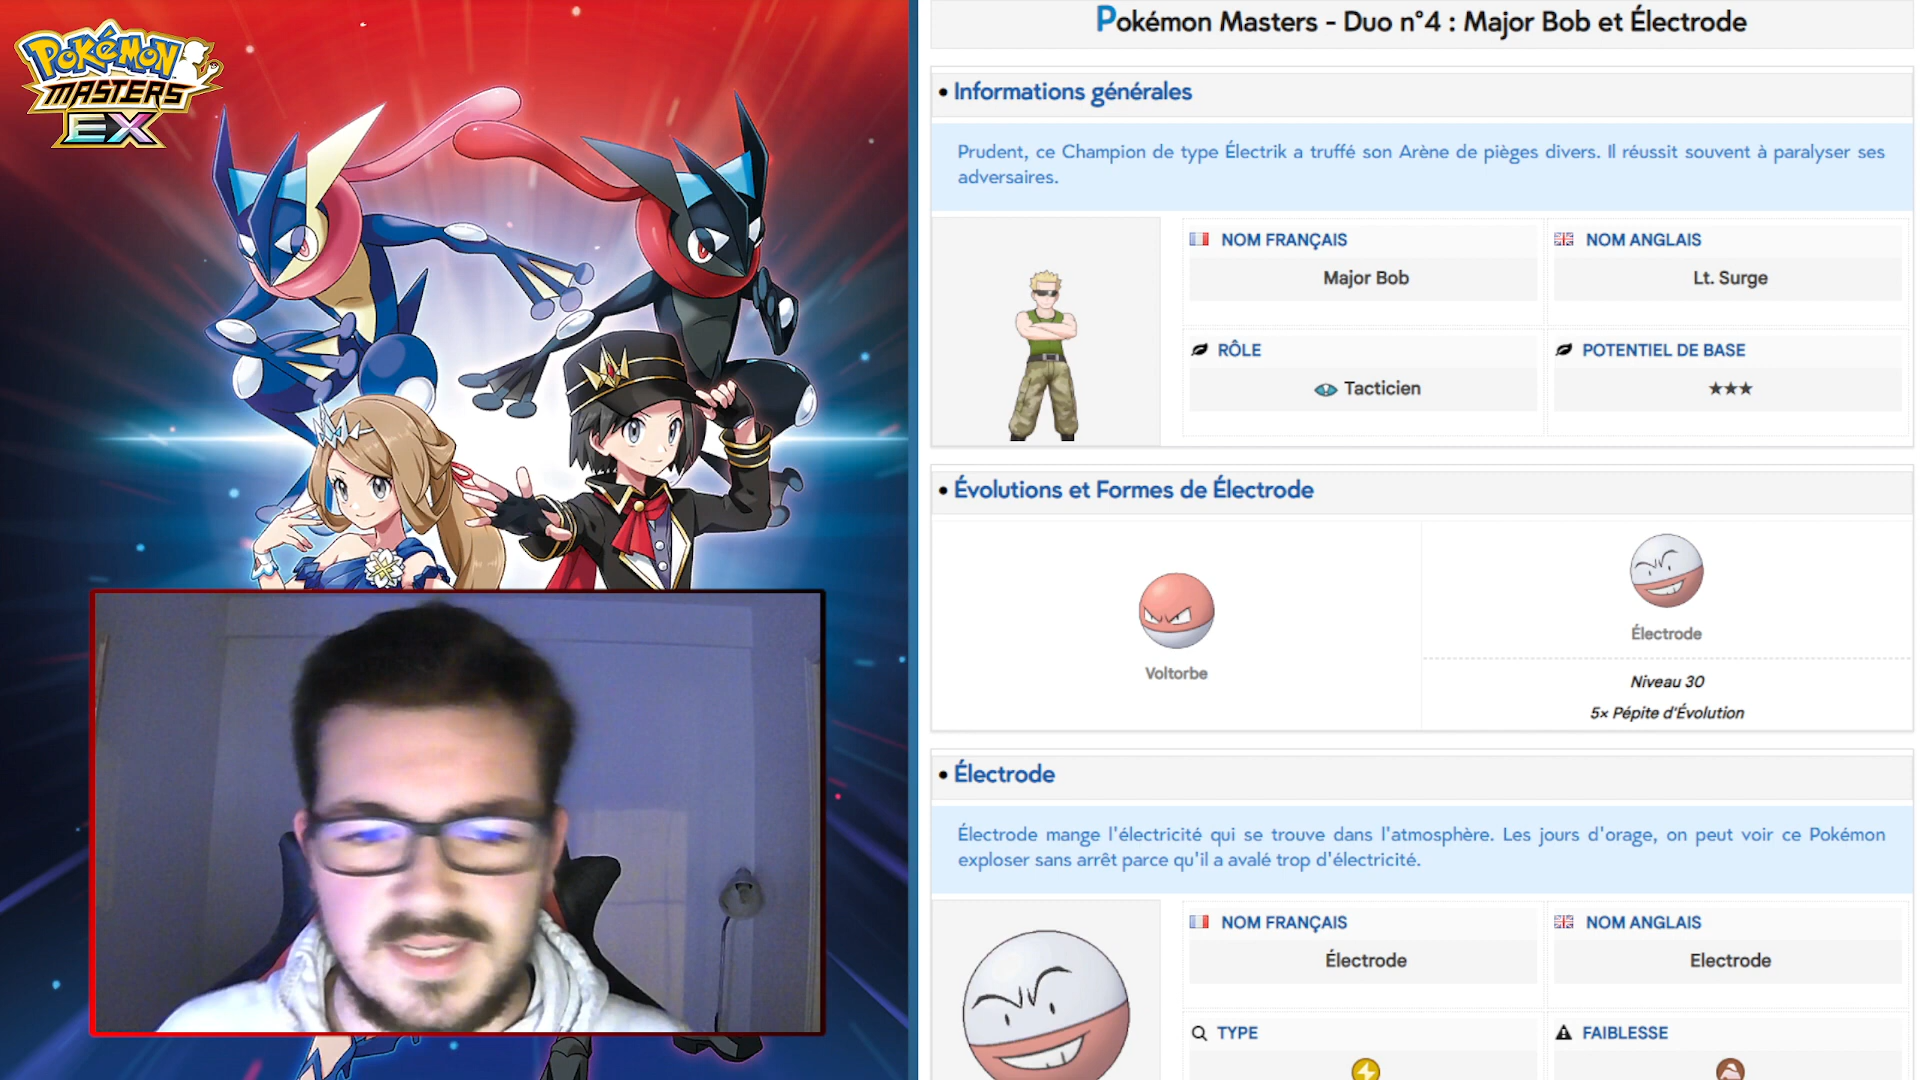 POKÉMON
MASTERS
EX
Pokémon Masters - Duo n°4 : Major Bob et Électrode
• Informations générales
Prudent, ce Champion de type Électrik a truffé son Arène de pièges divers. Il réussit souvent à paralyser ses
adversaires.
NOM FRANÇAIS
Major Bob
NOM ANGLAIS
Lt. Surge
RÔLE
Tacticien
POTENTIEL DE BASE
★★★
• Évolutions et Formes de Électrode
Voltorbe
Électrode
Niveau 30
5× Pépite d'Évolution
• Électrode
Électrode mange l'électricité qui se trouve dans l'atmosphère. Les jours d'orage, on peut voir ce Pokémon
exploser sans arrêt parce qu'il a avalé trop d'électricité.
NOM FRANÇAIS
Électrode
NOM ANGLAIS
Electrode
TYPE
FAIBLESSE